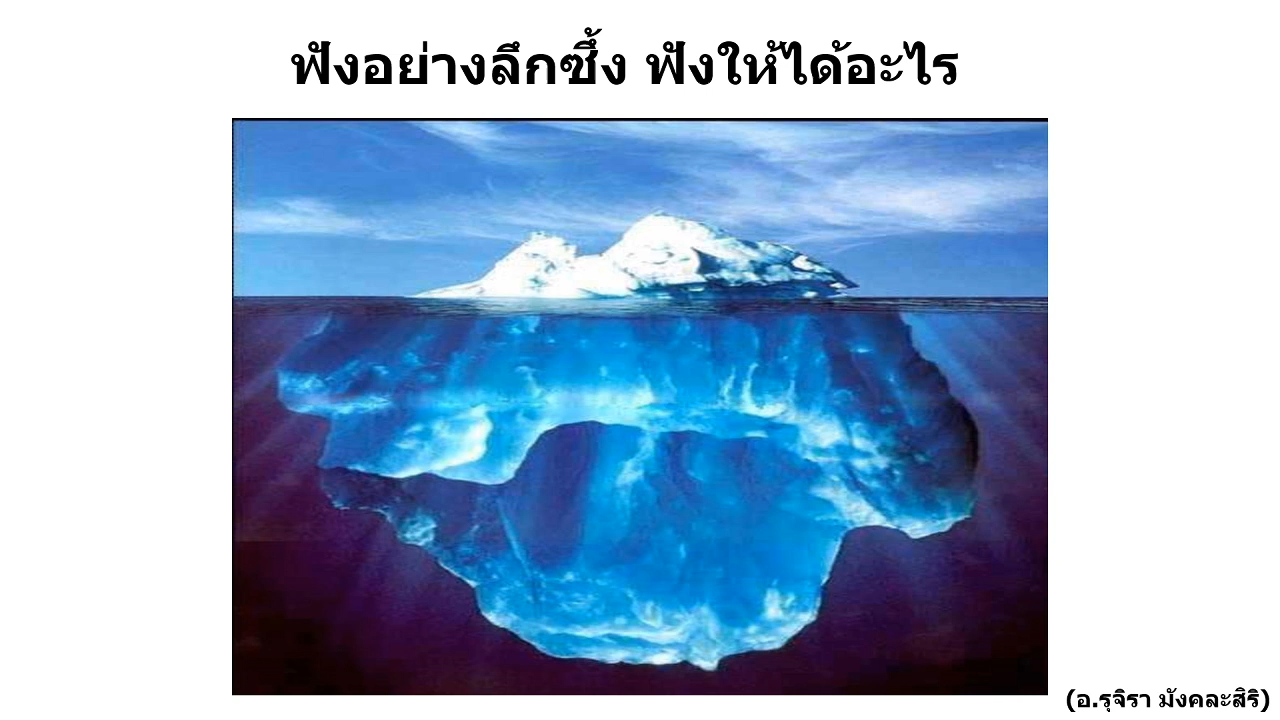 ฟังอย่างลึกซึ้ง ฟังให้ได้อะไร
(อ.รุจิรา มังคละสิริ)